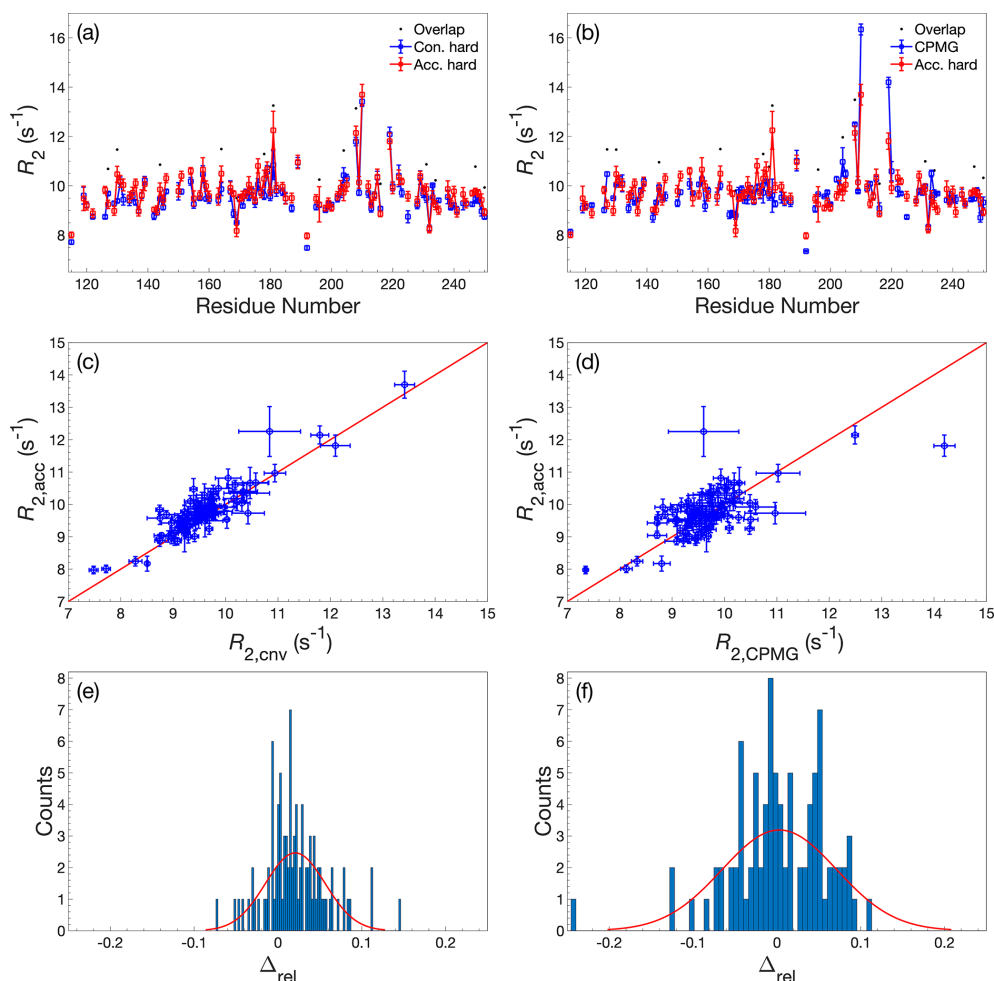 (a)
Overlap
Con. hard
Acc. hard
R2 (s−1)
16
14
12
10
8
120 140 160 180 200 220 240
Residue Number
(b)
Overlap
CPMG
Acc. hard
R2 (s−1)
16
14
12
10
8
120 140 160 180 200 220 240
Residue Number
(c)
R2,acc (s−1)
15
14
13
12
11
10
9
8
7
7 8 9 10 11 12 13 14 15
R2,cnv (s−1)
(d)
R2,acc (s−1)
15
14
13
12
11
10
9
8
7
7 8 9 10 11 12 13 14 15
R2,CPMG (s−1)
(e)
Counts
8
7
6
5
4
3
2
1
0
-0.2 -0.1 0 0.1 0.2
Δrel
(f)
Counts
8
7
6
5
4
3
2
1
0
-0.2 -0.1 0 0.1 0.2
Δrel